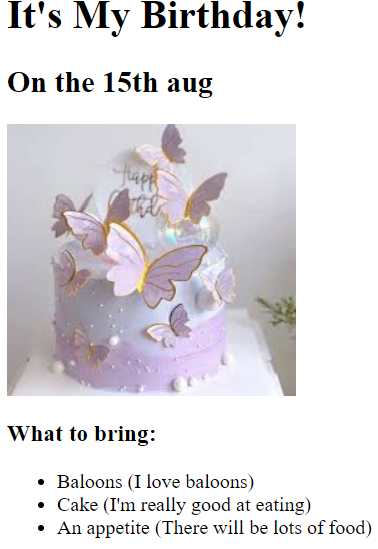 It's My Birthday!
On the 15th aug
Happy
What to bring:
Baloons (I love baloons)
Cake (I'm really good at eating)
An appetite (There will be lots of food)